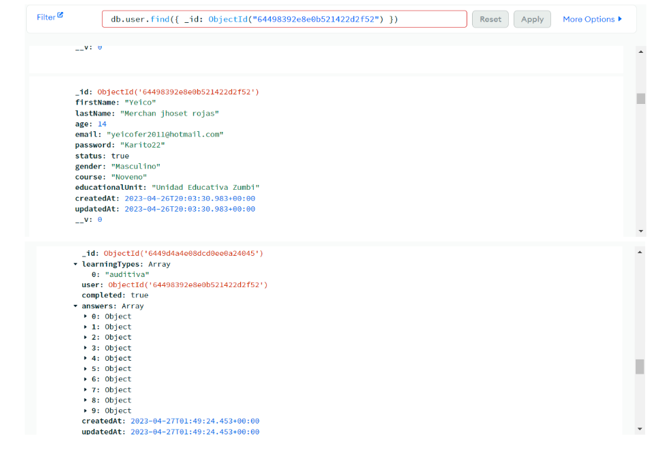 Filter db.user.find({ _id: ObjectId("64498392e8e0b521422d2f52") }) Reset Apply More Options
__v: 0
_id: ObjectId('64498392e8e0b521422d2f52')
firstName: "Yeico"
lastName: "Merchan jhoset rojas"
age: 14
email: "yeicofer2011@hotmail.com"
password: "Karito22"
status: true
gender: "Masculino"
course: "Noveno"
educationalUnit: "Unidad Educativa Zumbi"
createdAt: 2023-04-26T20:03:30.983+00:00
updatedAt: 2023-04-26T20:03:30.983+00:00
__v: 0
_id: ObjectId('6449d4a4e08dcd0ee0a24045')
learningTypes: Array
0: "auditiva"
user: ObjectId('64498392e8e0b521422d2f52')
completed: true
answers: Array
0: Object
1: Object
2: Object
3: Object
4: Object
5: Object
6: Object
7: Object
8: Object
9: Object
createdAt: 2023-04-27T01:49:24.453+00:00
updatedAt: 2023-04-27T01:49:24.453+00:00